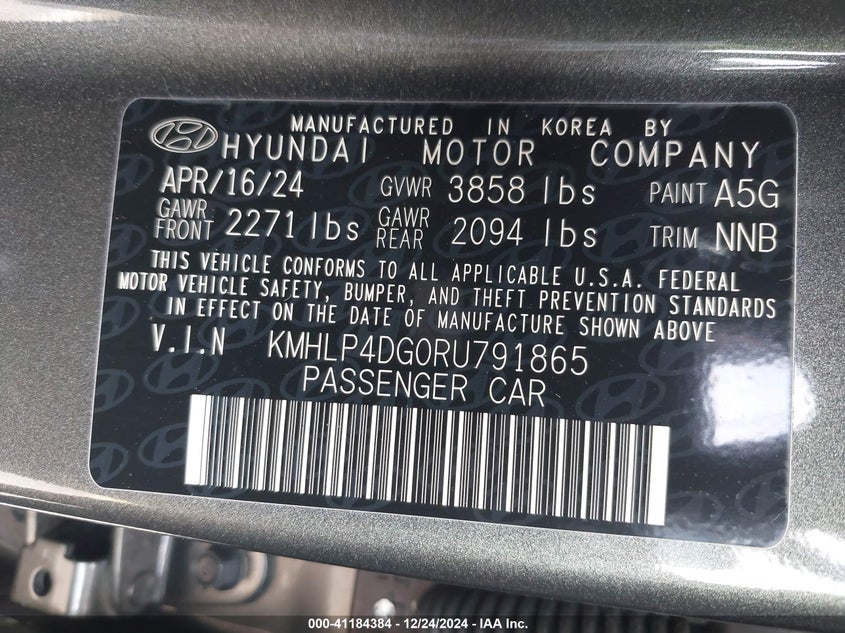 MANUFACTURED IN KOREA BY
HYUNDAI MOTOR COMPANY
APR/16/24 GVWR 3858 lbs PAINT A5G
GAWR FRONT 2271 lbs GAWR REAR 2094 lbs TRIM NNB
THIS VEHICLE CONFORMS TO ALL APPLICABLE U.S.A. FEDERAL
MOTOR VEHICLE SAFETY, BUMPER, AND THEFT PREVENTION STANDARDS
IN EFFECT ON THE DATE OF MANUFACTURE SHOWN ABOVE
V.I.N KMHLP4DG0RU791865
PASSENGER CAR
000-41184384 - 12/24/2024 - IAA Inc.